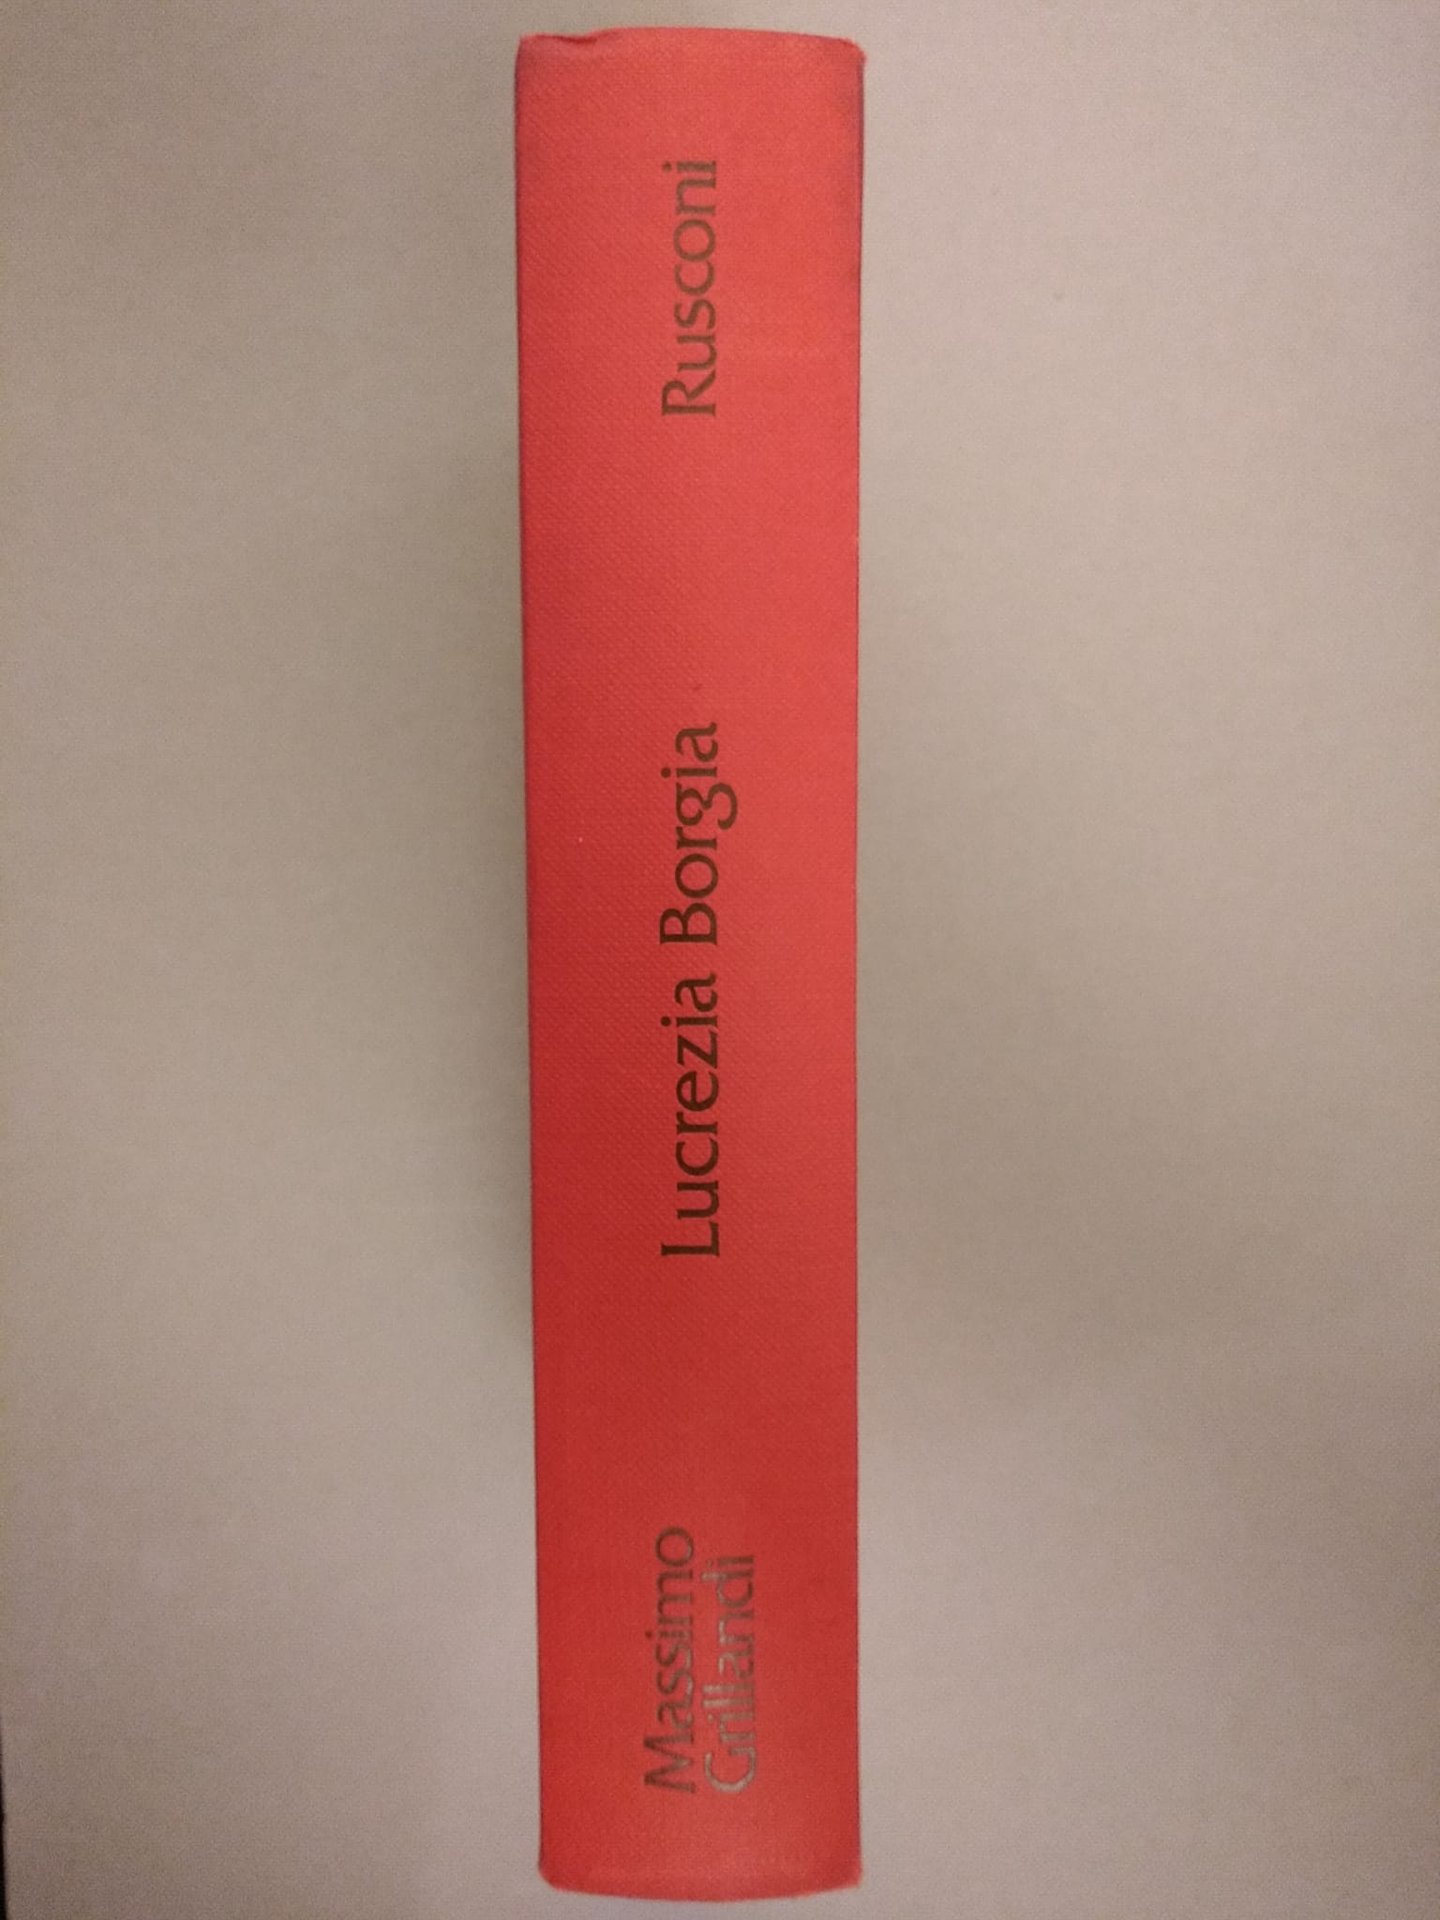 Massimo
Grillandi
Lucrezia Borgia
Rusconi